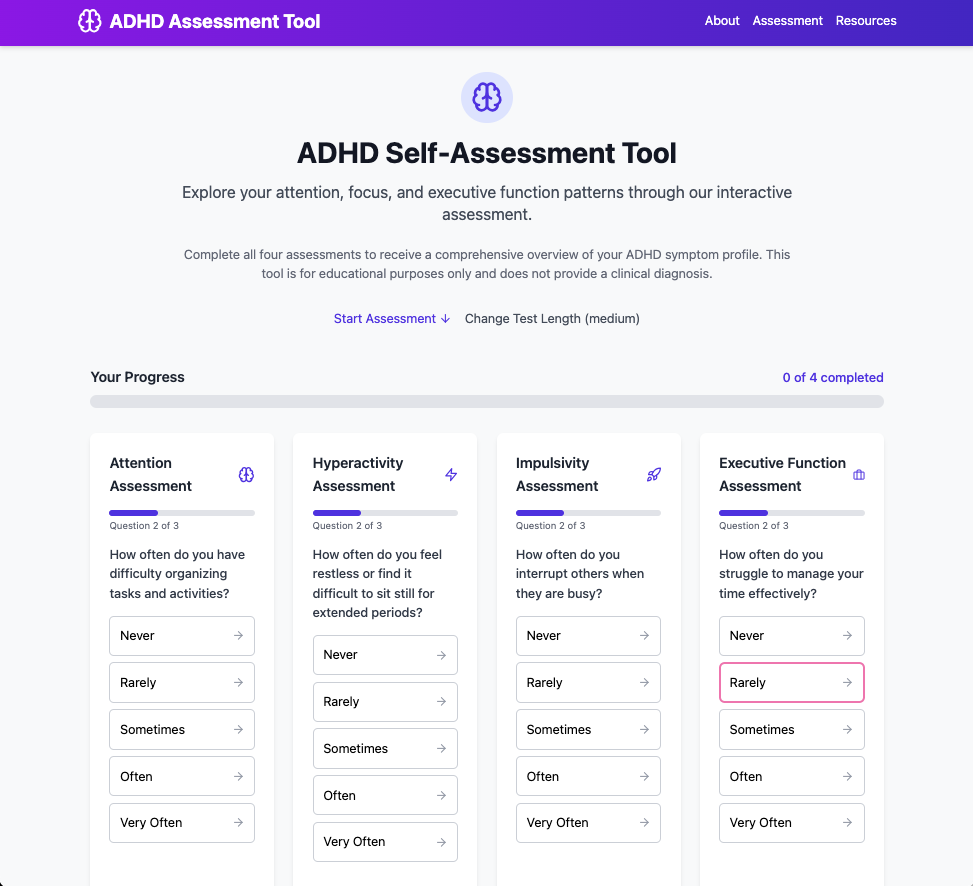 ADHD Assessment Tool
About Assessment Resources
ADHD Self-Assessment Tool
Explore your attention, focus, and executive function patterns through our interactive
assessment.
Complete all four assessments to receive a comprehensive overview of your ADHD symptom profile. This
tool is for educational purposes only and does not provide a clinical diagnosis.
Start Assessment ↓ Change Test Length (medium)
Your Progress
0 of 4 completed
Attention
Assessment
Question 2 of 3
How often do you have
difficulty organizing
tasks and activities?
Never
Rarely
Sometimes
Often
Very Often
Hyperactivity
Assessment
Question 2 of 3
How often do you feel
restless or find it
difficult to sit still for
extended periods?
Never
Rarely
Sometimes
Often
Very Often
Impulsivity
Assessment
Question 2 of 3
How often do you
interrupt others when
they are busy?
Never
Rarely
Sometimes
Often
Very Often
Executive Function
Assessment
Question 2 of 3
How often do you
struggle to manage your
time effectively?
Never
Rarely
Sometimes
Often
Very Often